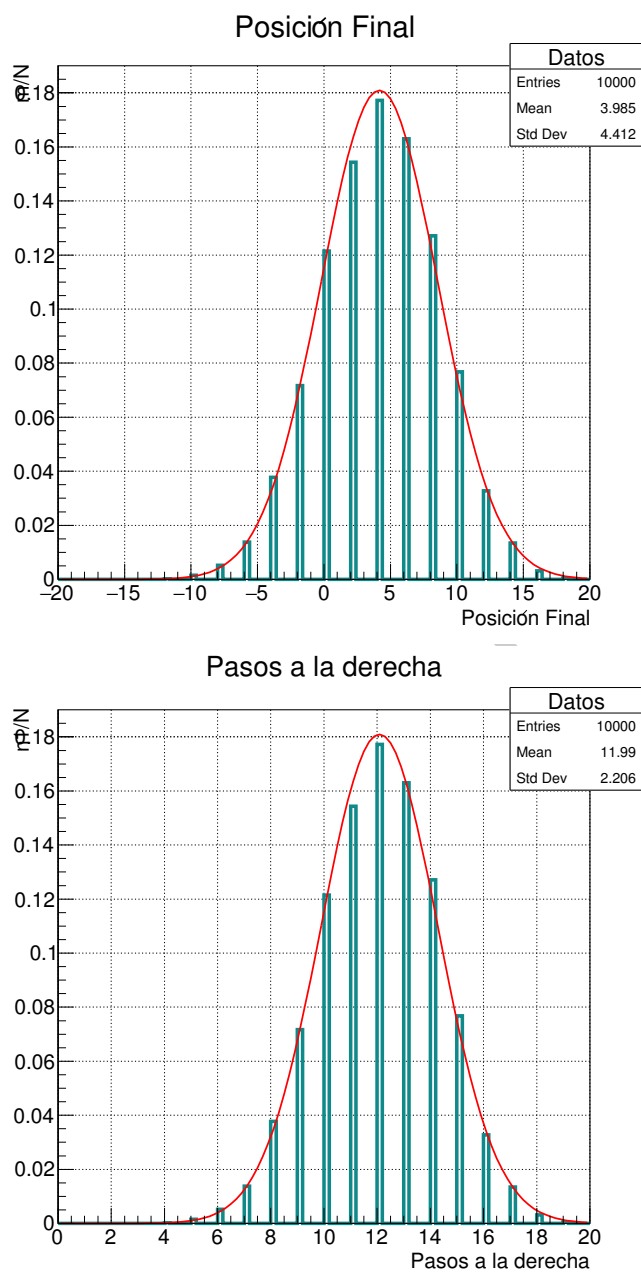 Posición Final
Datos
Entries 10000
Mean 3.985
Std Dev 4.412
m/N
0.18
0.16
0.14
0.12
0.1
0.08
0.06
0.04
0.02
0
−20 −15 −10 −5 0 5 10 15 20
Posición Final
Pasos a la derecha
Datos
Entries 10000
Mean 11.99
Std Dev 2.206
m/N
0.18
0.16
0.14
0.12
0.1
0.08
0.06
0.04
0.02
0
0 2 4 6 8 10 12 14 16 18 20
Pasos a la derecha